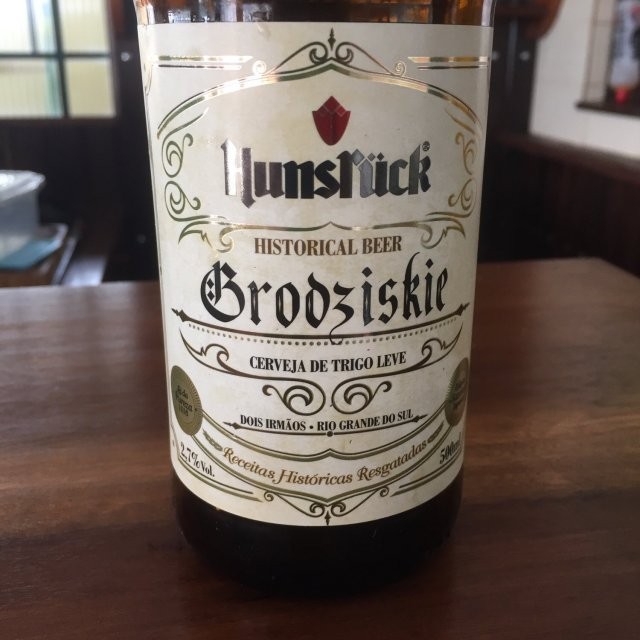 Hunsrück®
HISTORICAL BEER
Grodziskie
CERVEJA DE TRIGO LEVE
DOIS IRMÃOS • RIO GRANDE DO SUL
2,7%Vol.
500ml
Receitas Históricas Resgatadas